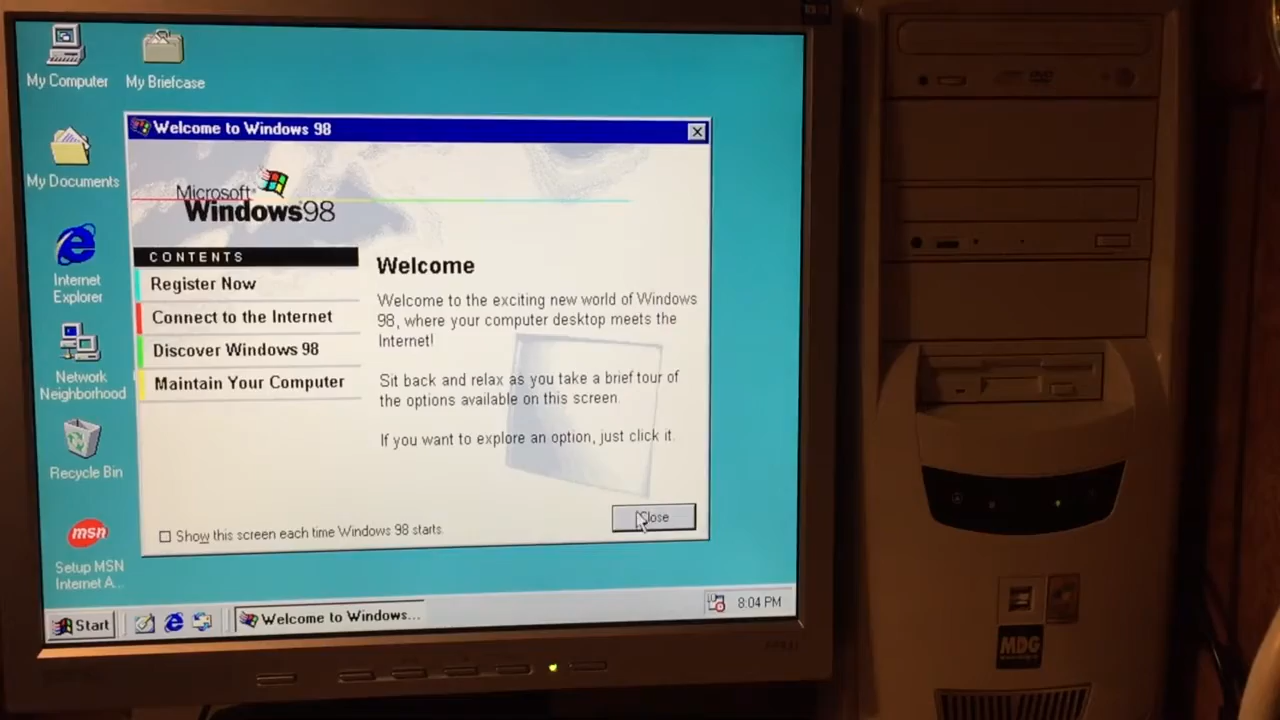 My Computer
My Briefcase
My Documents
Internet
Explorer
Network
Neighborhood
Recycle Bin
msn
Setup MSN
Internet A...
Welcome to Windows 98
Microsoft
Windows 98
CONTENTS
Register Now
Connect to the Internet
Discover Windows 98
Maintain Your Computer
Welcome
Welcome to the exciting new world of Windows
98, where your computer desktop meets the
Internet!
Sit back and relax as you take a brief tour of
the options available on this screen.
If you want to explore an option, just click it.
Show this screen each time Windows 98 starts.
Close
Start
Welcome to Windows...
8:04 PM
DVD
MDG